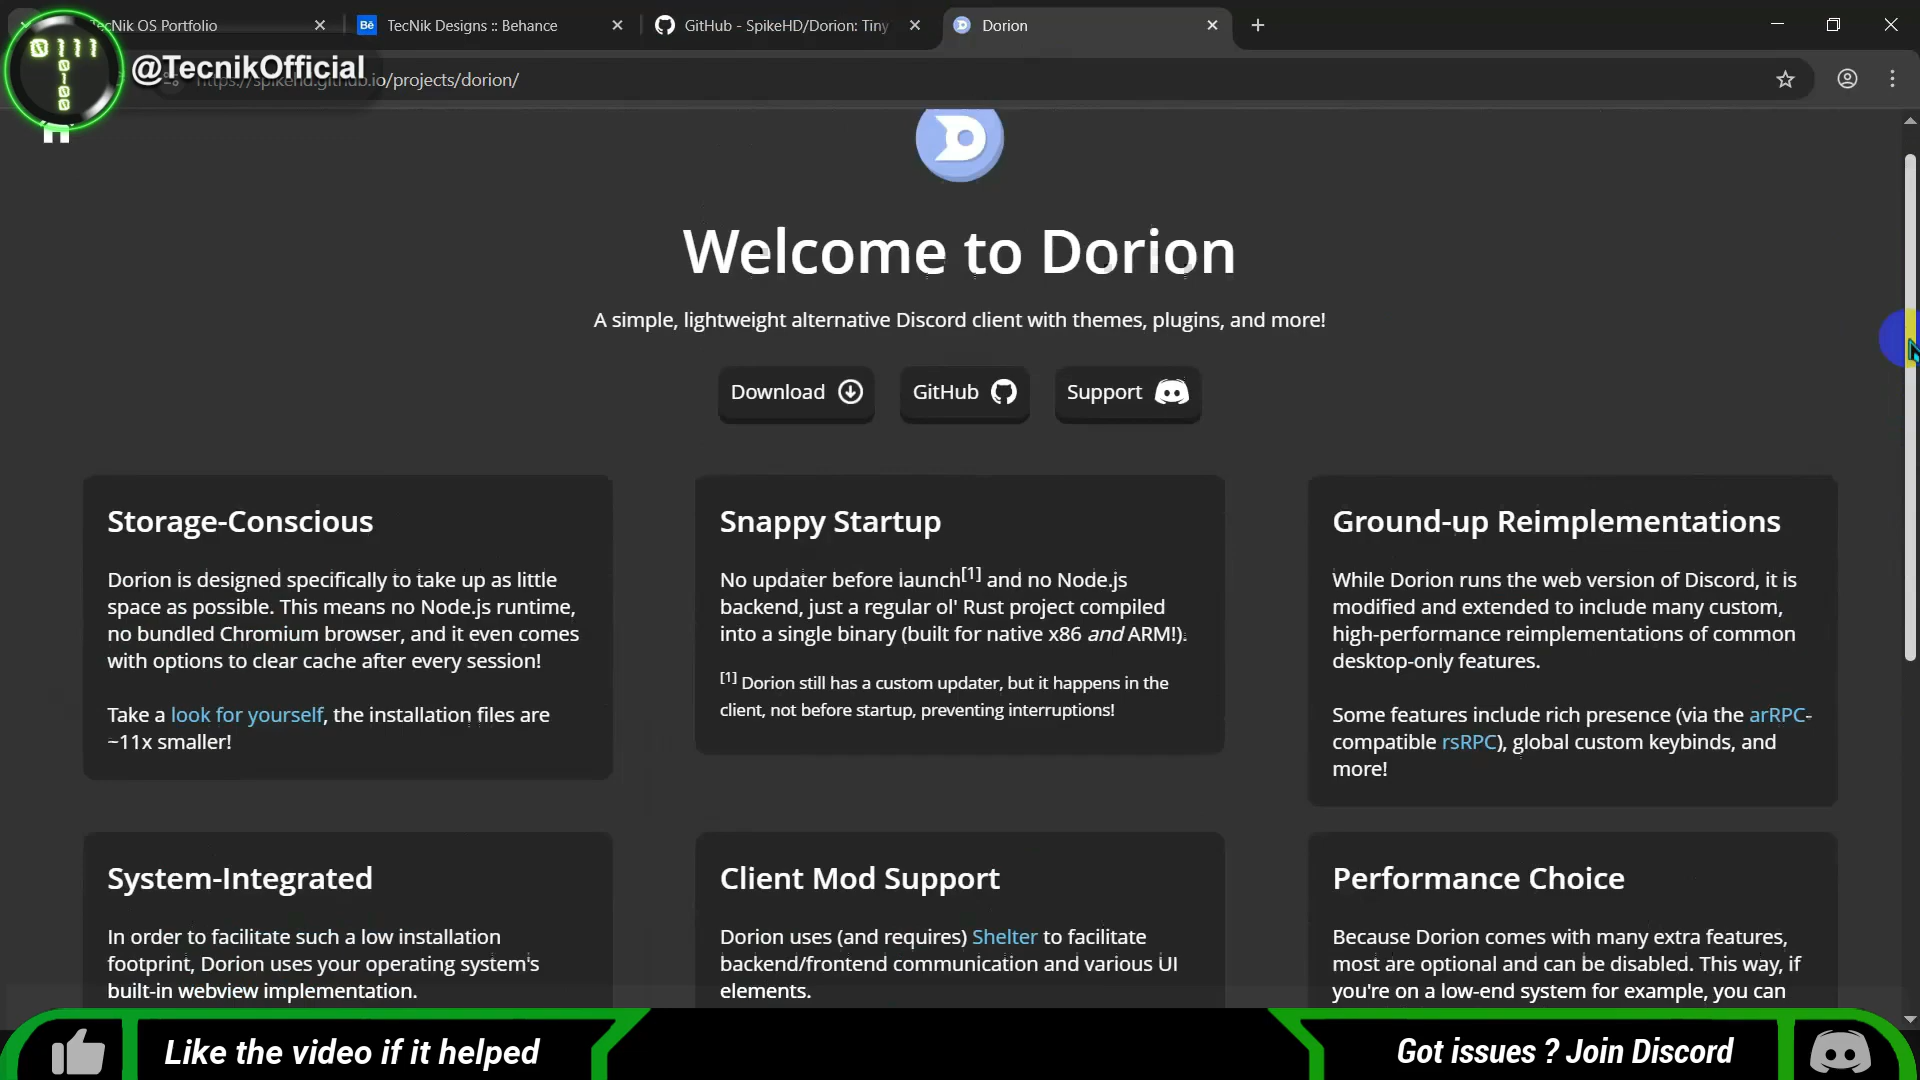 TecNik OS Portfolio
TecNik Designs :: Behance
GitHub - SpikeHD/Dorion: Tiny
Dorion
@TecnikOfficial
https://spikehd.github.io/projects/dorion/
Welcome to Dorion
A simple, lightweight alternative Discord client with themes, plugins, and more!
Download
GitHub
Support
Storage-Conscious
Dorion is designed specifically to take up as little
space as possible. This means no Node.js runtime,
no bundled Chromium browser, and it even comes
with options to clear cache after every session!
Take a look for yourself, the installation files are
~11x smaller!
Snappy Startup
No updater before launch[1] and no Node.js
backend, just a regular ol' Rust project compiled
into a single binary (built for native x86 and ARM!).
[1] Dorion still has a custom updater, but it happens in the
client, not before startup, preventing interruptions!
Ground-up Reimplementations
While Dorion runs the web version of Discord, it is
modified and extended to include many custom,
high-performance reimplementations of common
desktop-only features.
Some features include rich presence (via the arRPC-
compatible rsRPC), global custom keybinds, and
more!
System-Integrated
In order to facilitate such a low installation
footprint, Dorion uses your operating system's
built-in webview implementation.
Client Mod Support
Dorion uses (and requires) Shelter to facilitate
backend/frontend communication and various UI
elements.
Performance Choice
Because Dorion comes with many extra features,
most are optional and can be disabled. This way, if
you're on a low-end system for example, you can
Like the video if it helped
Got issues ? Join Discord